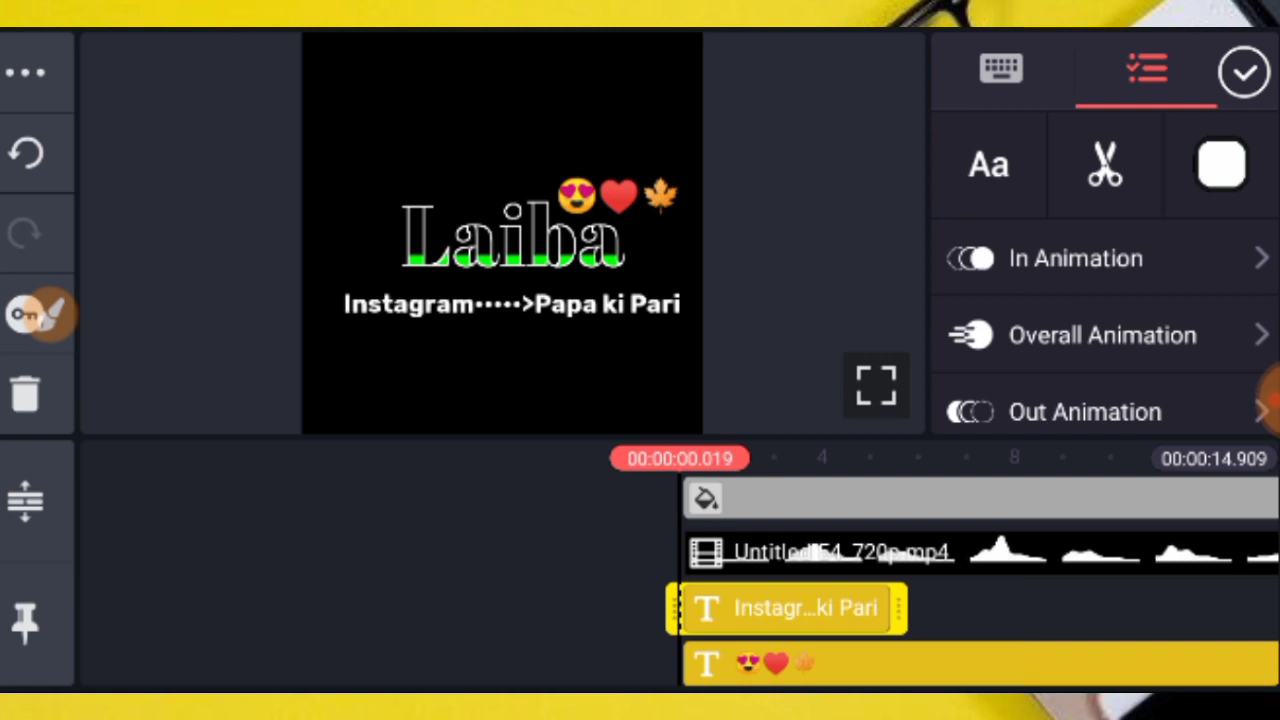 Aa
In Animation
Overall Animation
Out Animation
😍❤️🍁
Laiba
Instagram·····>Papa ki Pari
00:00:00.019
4
8
00:00:14.909
Untitled 54_720p.mp4
T Instagr...ki Pari
T 😍❤️🍁